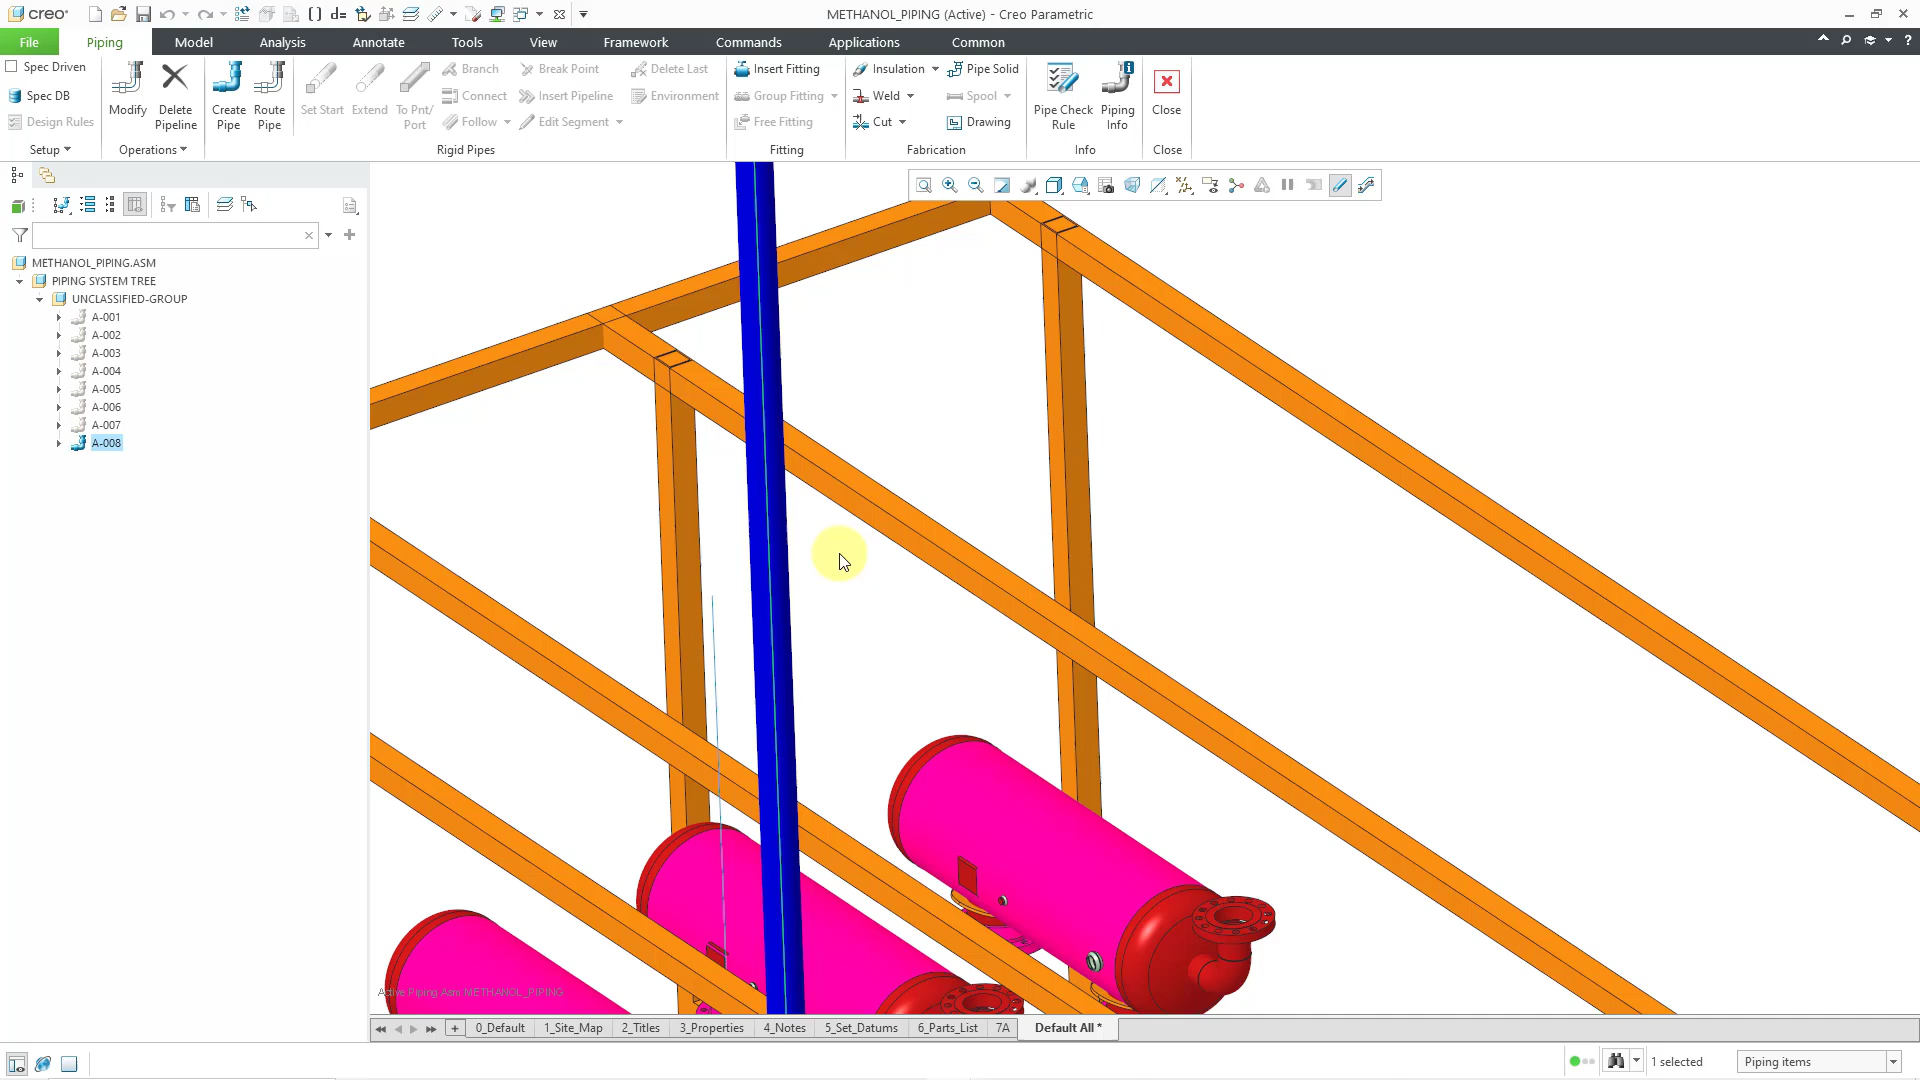 creo
METHANOL_PIPING (Active) - Creo Parametric
File Piping Model Analysis Annotate Tools View Framework Commands Applications Common
Spec Driven
Spec DB
Design Rules
Setup
Modify
Delete Pipeline
Operations
Create Pipe
Route Pipe
Set Start
Extend
To Pnt/ Port
Branch
Connect
Follow
Break Point
Insert Pipeline
Edit Segment
Delete Last
Environment
Rigid Pipes
Insert Fitting
Group Fitting
Free Fitting
Fitting
Insulation
Weld
Cut
Pipe Solid
Spool
Drawing
Fabrication
Pipe Check Rule
Piping Info
Info
Close
Close
METHANOL_PIPING.ASM
PIPING SYSTEM TREE
UNCLASSIFIED-GROUP
A-001
A-002
A-003
A-004
A-005
A-006
A-007
A-008
Active Piping Asm:METHANOL_PIPING
0_Default 1_Site_Map 2_Titles 3_Properties 4_Notes 5_Set_Datums 6_Parts_List 7A Default All *
1 selected
Piping items